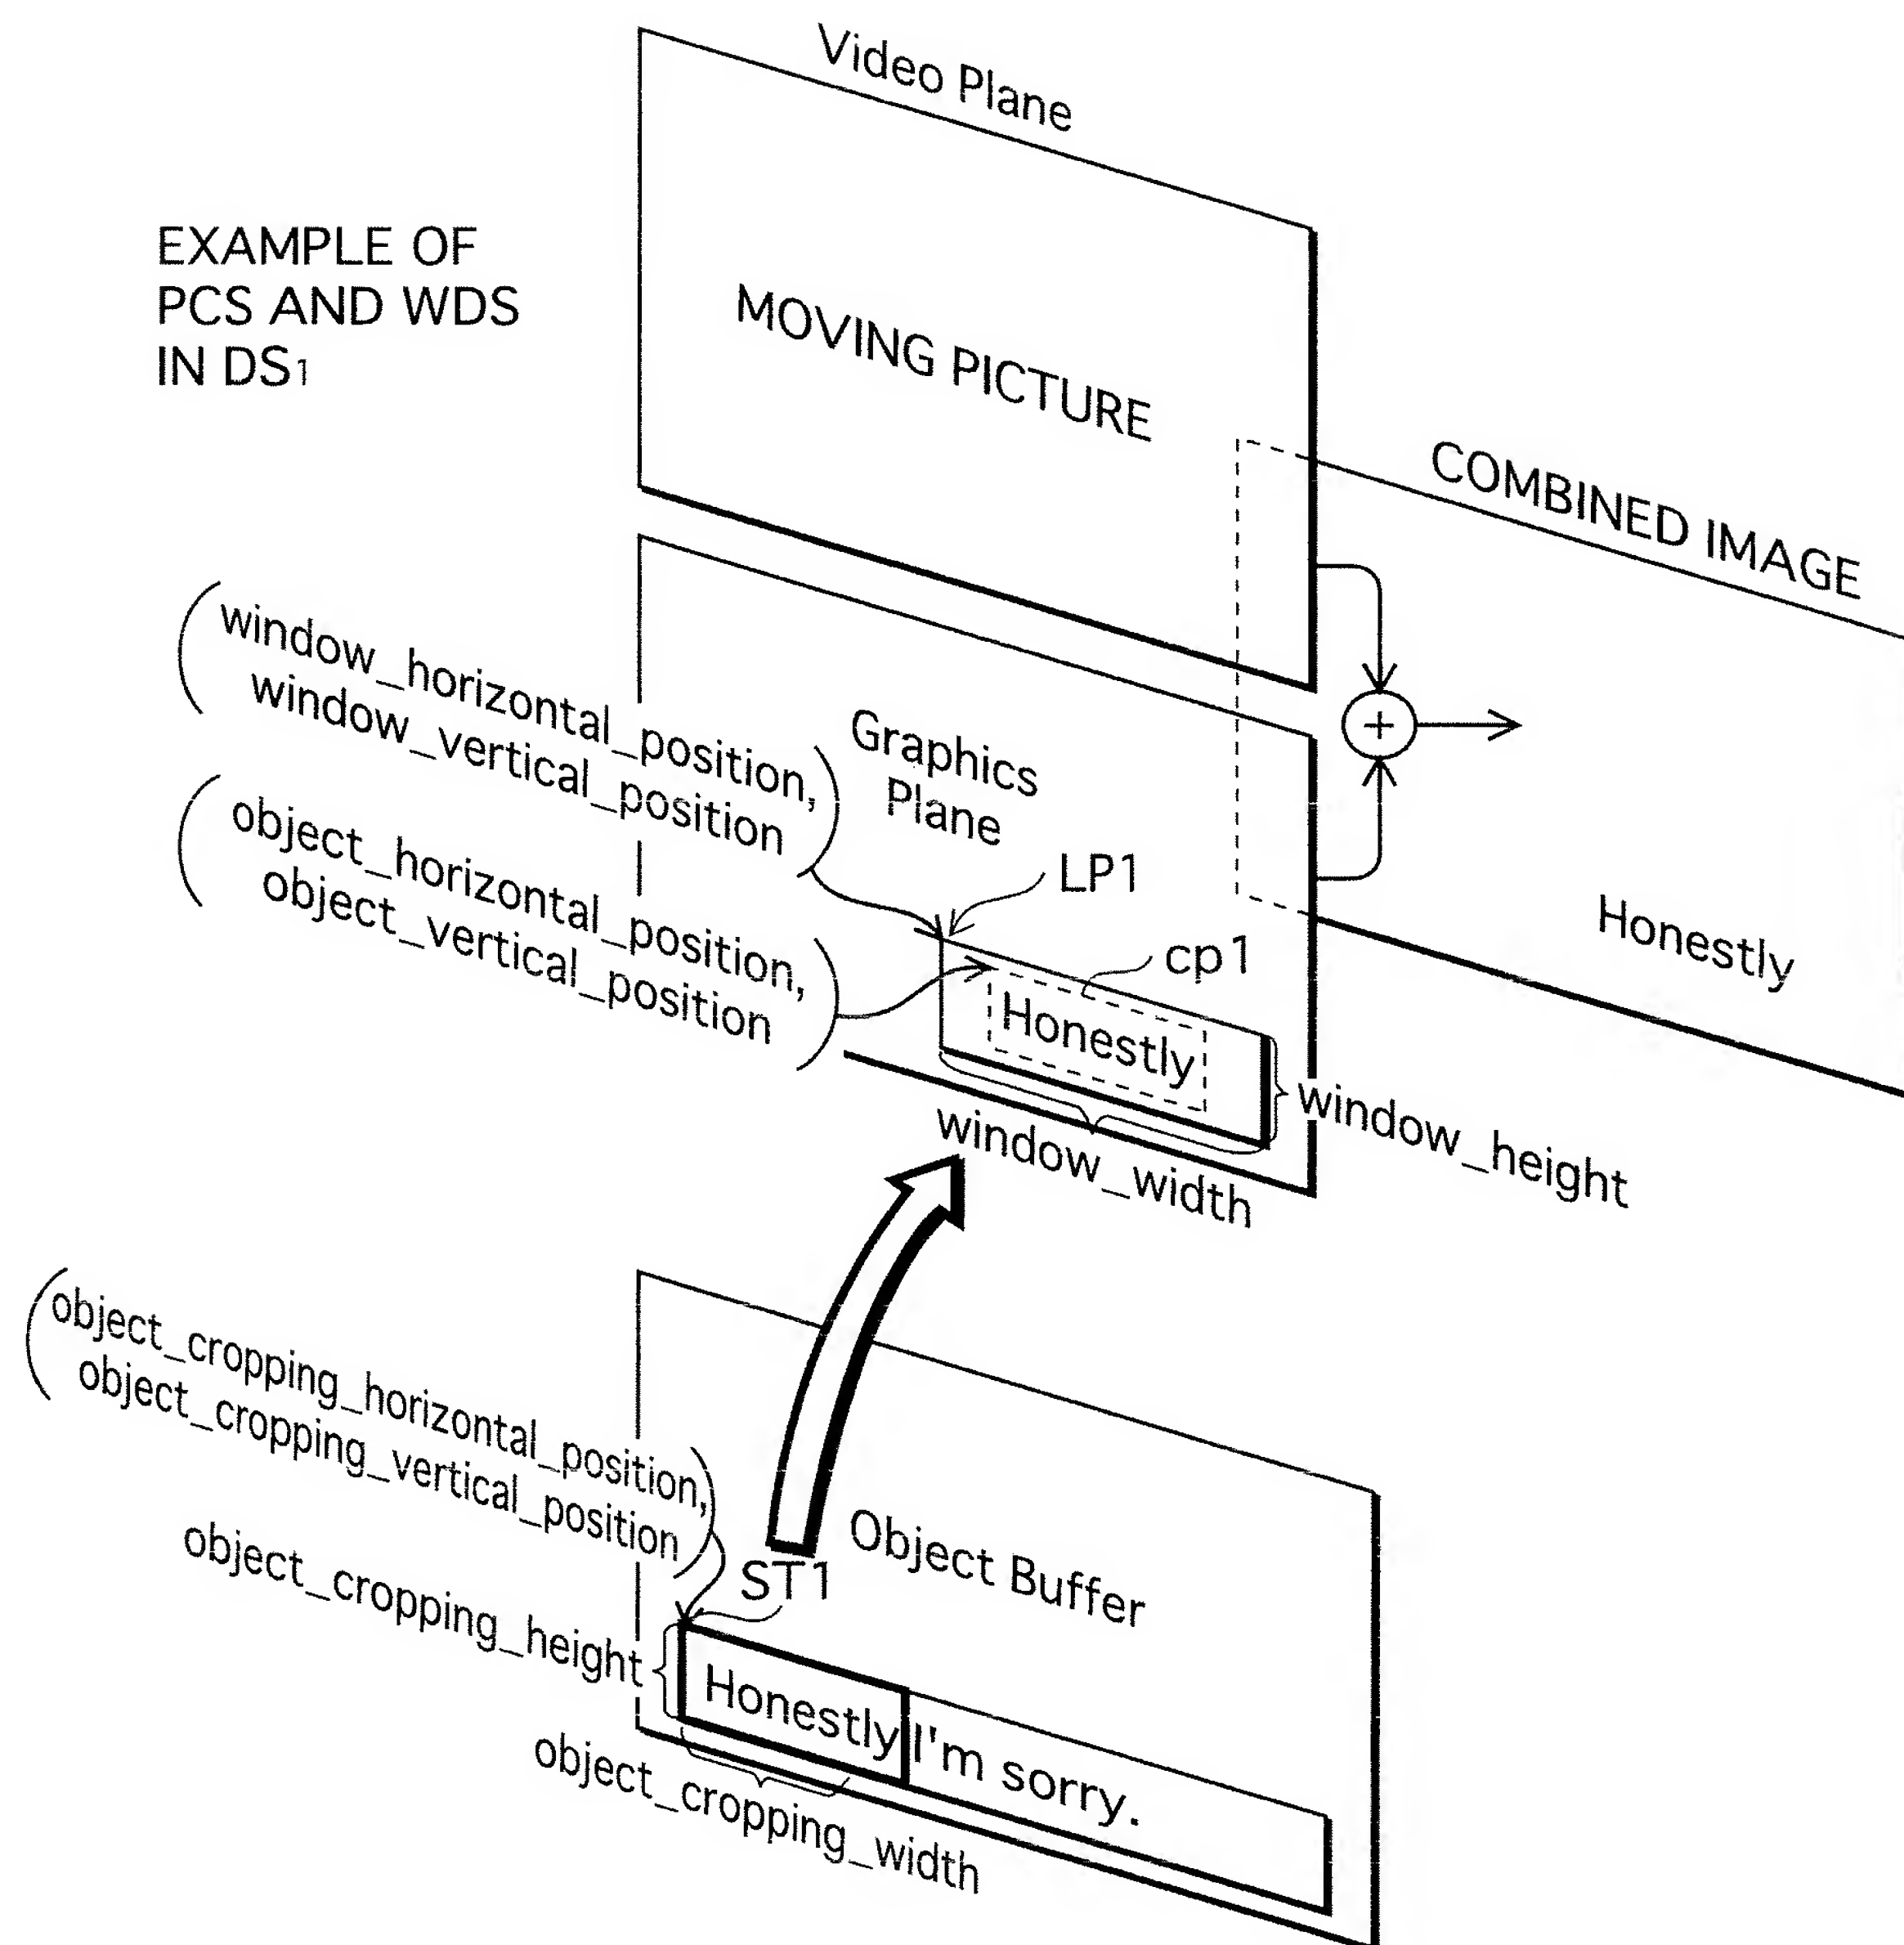 Video Plane
EXAMPLE OF
PCS AND WDS
IN DS1
MOVING PICTURE
COMBINED IMAGE
(window_horizontal_position,
window_vertical_position)
Graphics
Plane
(object_horizontal_position,
object_vertical_position)
LP1
+
cp1
Honestly
Honestly
window_height
window_width
(object_cropping_horizontal_position,
object_cropping_vertical_position)
Object Buffer
ST1
object_cropping_height
Honestly I'm sorry.
object_cropping_width